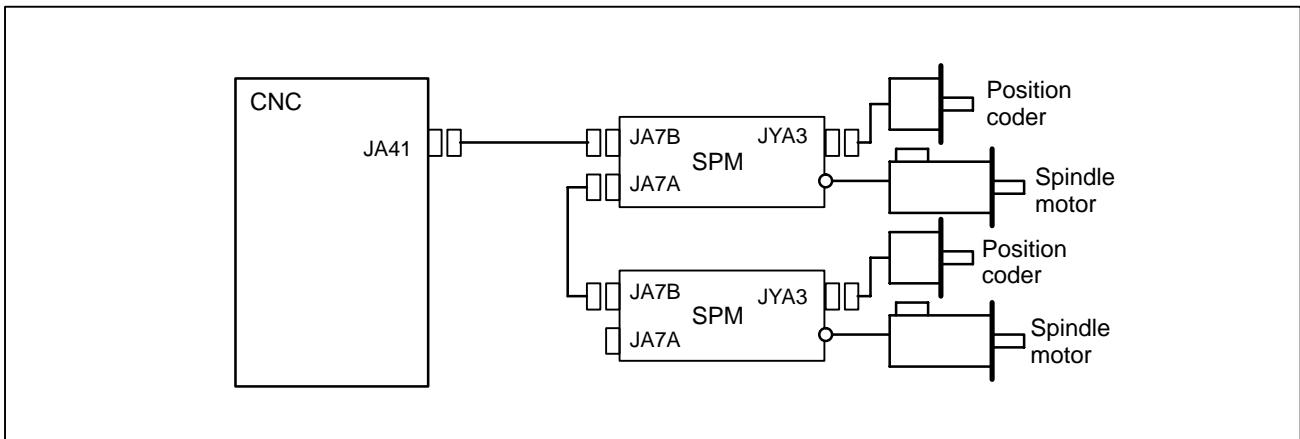 CNC
JA41
JA7B
JYA3
SPM
JA7A
Position
coder
Spindle
motor
JA7B
JYA3
SPM
JA7A
Position
coder
Spindle
motor